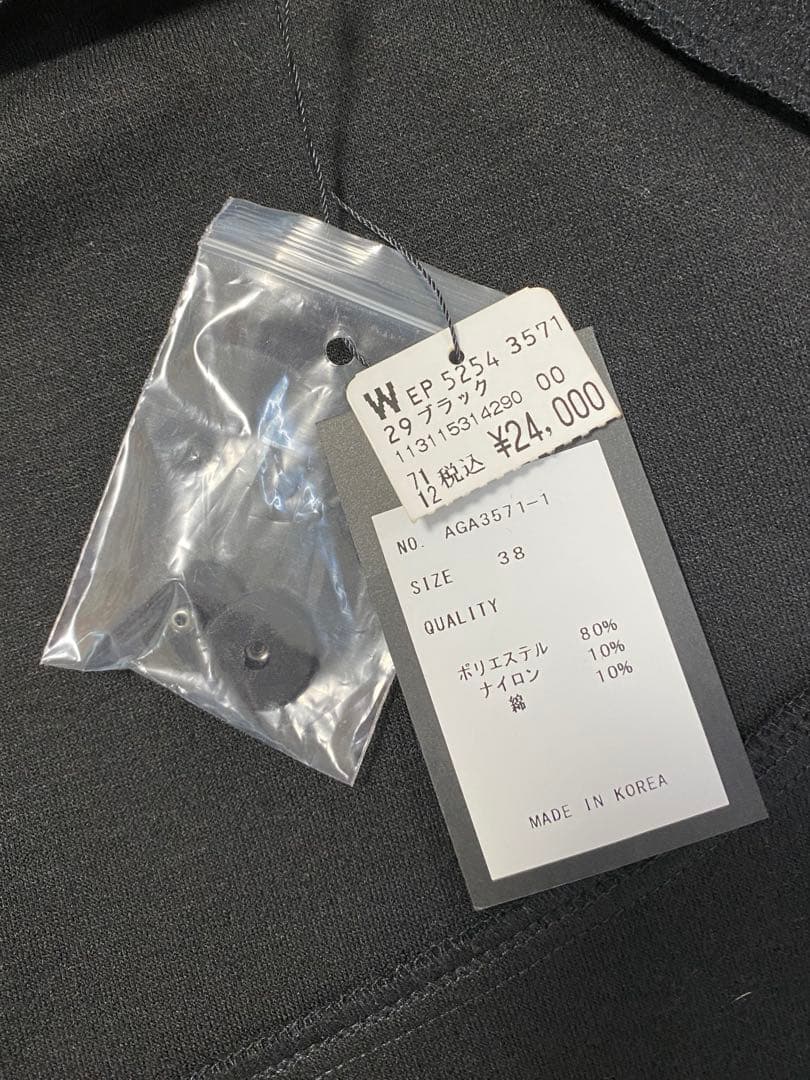 W EP 5254 3571
29 ブラック
113115314290 00
71
12 税込 ¥24,000
NO. AGA3571-1
SIZE 38
QUALITY
ポリエステル 80%
ナイロン 10%
綿 10%
MADE IN KOREA